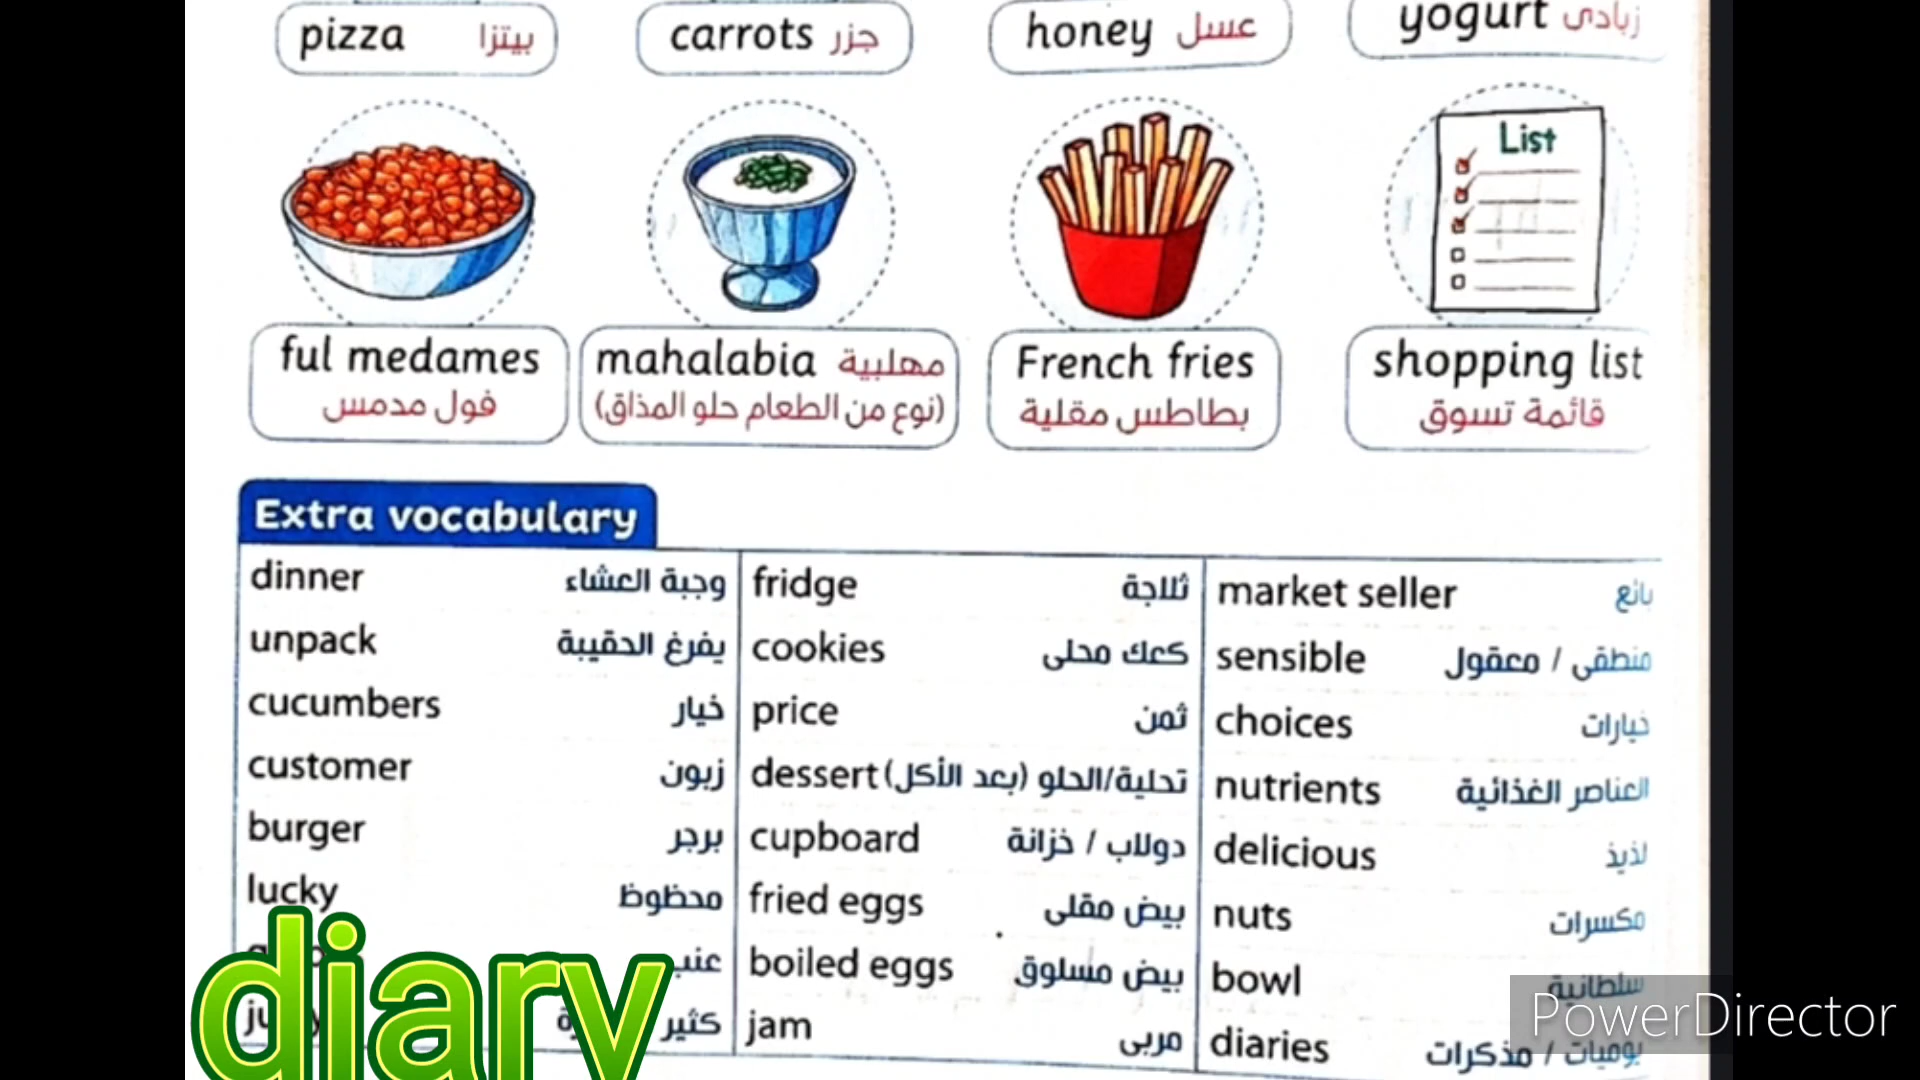 pizza بيتزا
carrots جزر
honey عسل
yogurt زبادى
List
ful medames
فول مدمس
mahalabia مهلبية
(نوع من الطعام حلو المذاق)
French fries
بطاطس مقلية
shopping list
قائمة تسوق
Extra vocabulary
dinner وجبة العشاء
unpack يفرغ الحقيبة
cucumbers خيار
customer زبون
burger برجر
lucky محظوظ
عنب
كثير
fridge ثلاجة
cookies كعك محلى
price ثمن
dessert تحلية/الحلو (بعد الأكل)
cupboard دولاب / خزانة
fried eggs بيض مقلى
boiled eggs بيض مسلوق
jam مربى
market seller بائع
sensible منطقى / معقول
choices خيارات
nutrients العناصر الغذائية
delicious لذيذ
nuts مكسرات
bowl سلطانية
diaries يوميات / مذكرات
diary
PowerDirector